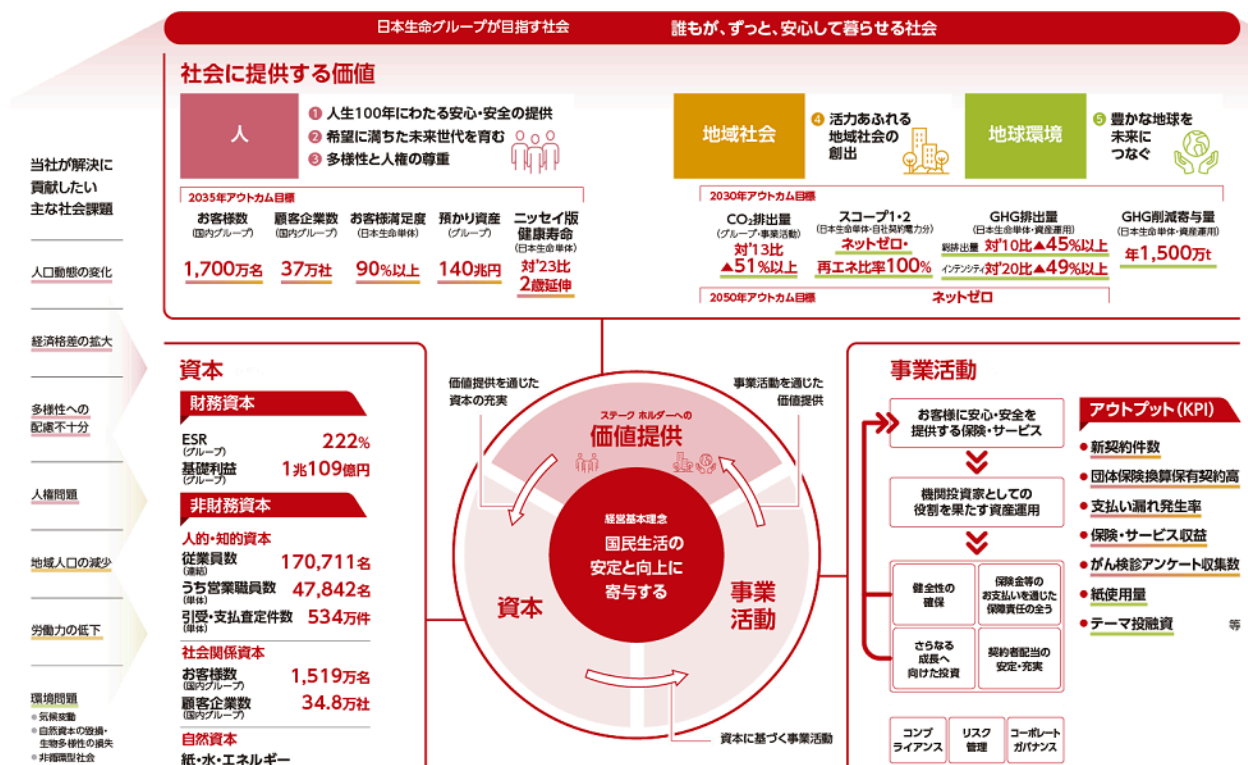 日本生命グループが目指す社会 誰もが、ずっと、安心して暮らせる社会
社会に提供する価値
人
❶ 人生100年にわたる安心・安全の提供
❷ 希望に満ちた未来世代を育む
❸ 多様性と人権の尊重
地域社会
❹ 活力あふれる
地域社会の
創出
地球環境
❺ 豊かな地球を
未来に
つなぐ
2035年アウトカム目標
お客様数
(国内グループ)
1,700万名
顧客企業数
(国内グループ)
37万社
お客様満足度
(日本生命単体)
90%以上
預かり資産
(グループ)
140兆円
ニッセイ版
健康寿命
(日本生命単体)
対'23比
2歳延伸
2030年アウトカム目標
CO₂排出量
(グループ・事業活動)
対'13比
▲51%以上
スコープ1・2
(日本生命単体・自社契約電力分)
ネットゼロ・
再エネ比率100%
GHG排出量
(日本生命単体・資産運用)
総排出量 対'10比▲45%以上
インテンシティ対'20比▲49%以上
GHG削減寄与量
(日本生命単体・資産運用)
年1,500万t
2050年アウトカム目標 ネットゼロ
当社が解決に
貢献したい
主な社会課題
人口動態の変化
経済格差の拡大
多様性への
配慮不十分
人権問題
地域人口の減少
労働力の低下
環境問題
● 気候変動
● 自然資本の毀損・
生物多様性の損失
● 非循環型社会
資本
財務資本
ESR
(グループ)
222%
基礎利益
(グループ)
1兆109億円
非財務資本
人的・知的資本
従業員数
(連結)
170,711名
うち営業職員数
(単体)
47,842名
引受・支払査定件数
(単体)
534万件
社会関係資本
お客様数
(国内グループ)
1,519万名
顧客企業数
(国内グループ)
34.8万社
自然資本
紙・水・エネルギー
価値提供を通じた
資本の充実
事業活動を通じた
価値提供
ステーク ホルダーへの
価値提供
経営基本理念
国民生活の
安定と向上に
寄与する
資本
事業
活動
資本に基づく事業活動
事業活動
お客様に安心・安全を
提供する保険・サービス
機関投資家としての
役割を果たす資産運用
健全性の
確保
保険金等の
お支払いを通じた
保障責任の全う
さらなる
成長へ
向けた投資
契約者配当の
安定・充実
コンプ
ライアンス
リスク
管理
コーポレート
ガバナンス
アウトプット(KPI)
● 新契約件数
● 団体保険換算保有契約高
● 支払い漏れ発生率
● 保険・サービス収益
● がん検診アンケート収集数
● 紙使用量
● テーマ投融資 等